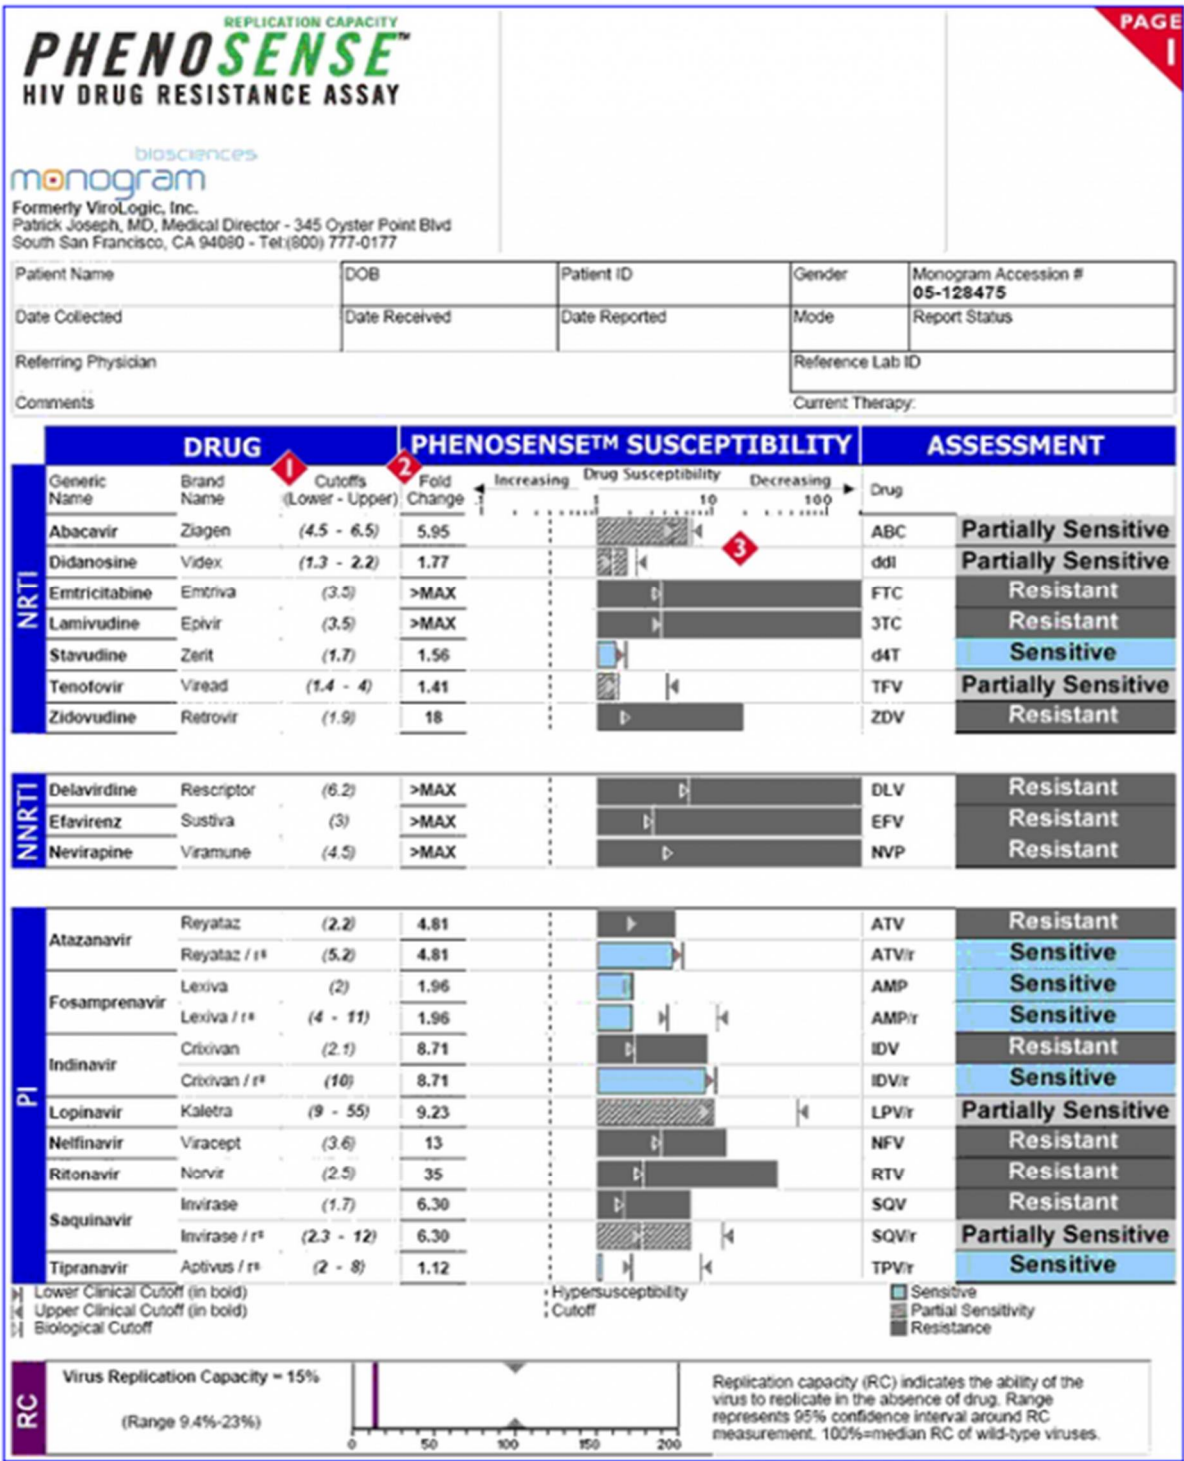 REPLICATION CAPACITY
PHENOSENSE™
HIV DRUG RESISTANCE ASSAY
PAGE
1
biosciences
monogram
Formerly ViroLogic, Inc.
Patrick Joseph, MD, Medical Director - 345 Oyster Point Blvd
South San Francisco, CA 94080 - Tel:(800) 777-0177
Patient Name DOB Patient ID Gender Monogram Accession #
05-128475
Date Collected Date Received Date Reported Mode Report Status
Referring Physician Reference Lab ID
Comments Current Therapy:
DRUG PHENOSENSE™ SUSCEPTIBILITY ASSESSMENT
1 2
Generic Name Brand Name Cutoffs (Lower - Upper) Fold Change Increasing Drug Susceptibility Decreasing Drug
.1 1 10 100
NRTI
Abacavir Ziagen (4.5 - 6.5) 5.95 ABC Partially Sensitive
3
Didanosine Videx (1.3 - 2.2) 1.77 ddI Partially Sensitive
Emtricitabine Emtriva (3.5) >MAX FTC Resistant
Lamivudine Epivir (3.5) >MAX 3TC Resistant
Stavudine Zerit (1.7) 1.56 d4T Sensitive
Tenofovir Viread (1.4 - 4) 1.41 TFV Partially Sensitive
Zidovudine Retrovir (1.9) 18 ZDV Resistant
NNRTI
Delavirdine Rescriptor (6.2) >MAX DLV Resistant
Efavirenz Sustiva (3) >MAX EFV Resistant
Nevirapine Viramune (4.5) >MAX NVP Resistant
PI
Atazanavir Reyataz (2.2) 4.81 ATV Resistant
Reyataz / r (5.2) 4.81 ATV/r Sensitive
Fosamprenavir Lexiva (2) 1.96 AMP Sensitive
Lexiva / r (4 - 11) 1.96 AMP/r Sensitive
Indinavir Crixivan (2.1) 8.71 IDV Resistant
Crixivan / r (10) 8.71 IDV/r Sensitive
Lopinavir Kaletra (9 - 55) 9.23 LPV/r Partially Sensitive
Nelfinavir Viracept (3.6) 13 NFV Resistant
Ritonavir Norvir (2.5) 35 RTV Resistant
Saquinavir Invirase (1.7) 6.30 SQV Resistant
Invirase / r (2.3 - 12) 6.30 SQV/r Partially Sensitive
Tipranavir Aptivus / r (2 - 8) 1.12 TPV/r Sensitive
Lower Clinical Cutoff (in bold) Hypersusceptibility Sensitive
Upper Clinical Cutoff (in bold) Cutoff Partial Sensitivity
Biological Cutoff Resistance
RC
Virus Replication Capacity = 15%
(Range 9.4%-23%)
0 50 100 150 200
Replication capacity (RC) indicates the ability of the
virus to replicate in the absence of drug. Range
represents 95% confidence interval around RC
measurement. 100%=median RC of wild-type viruses.